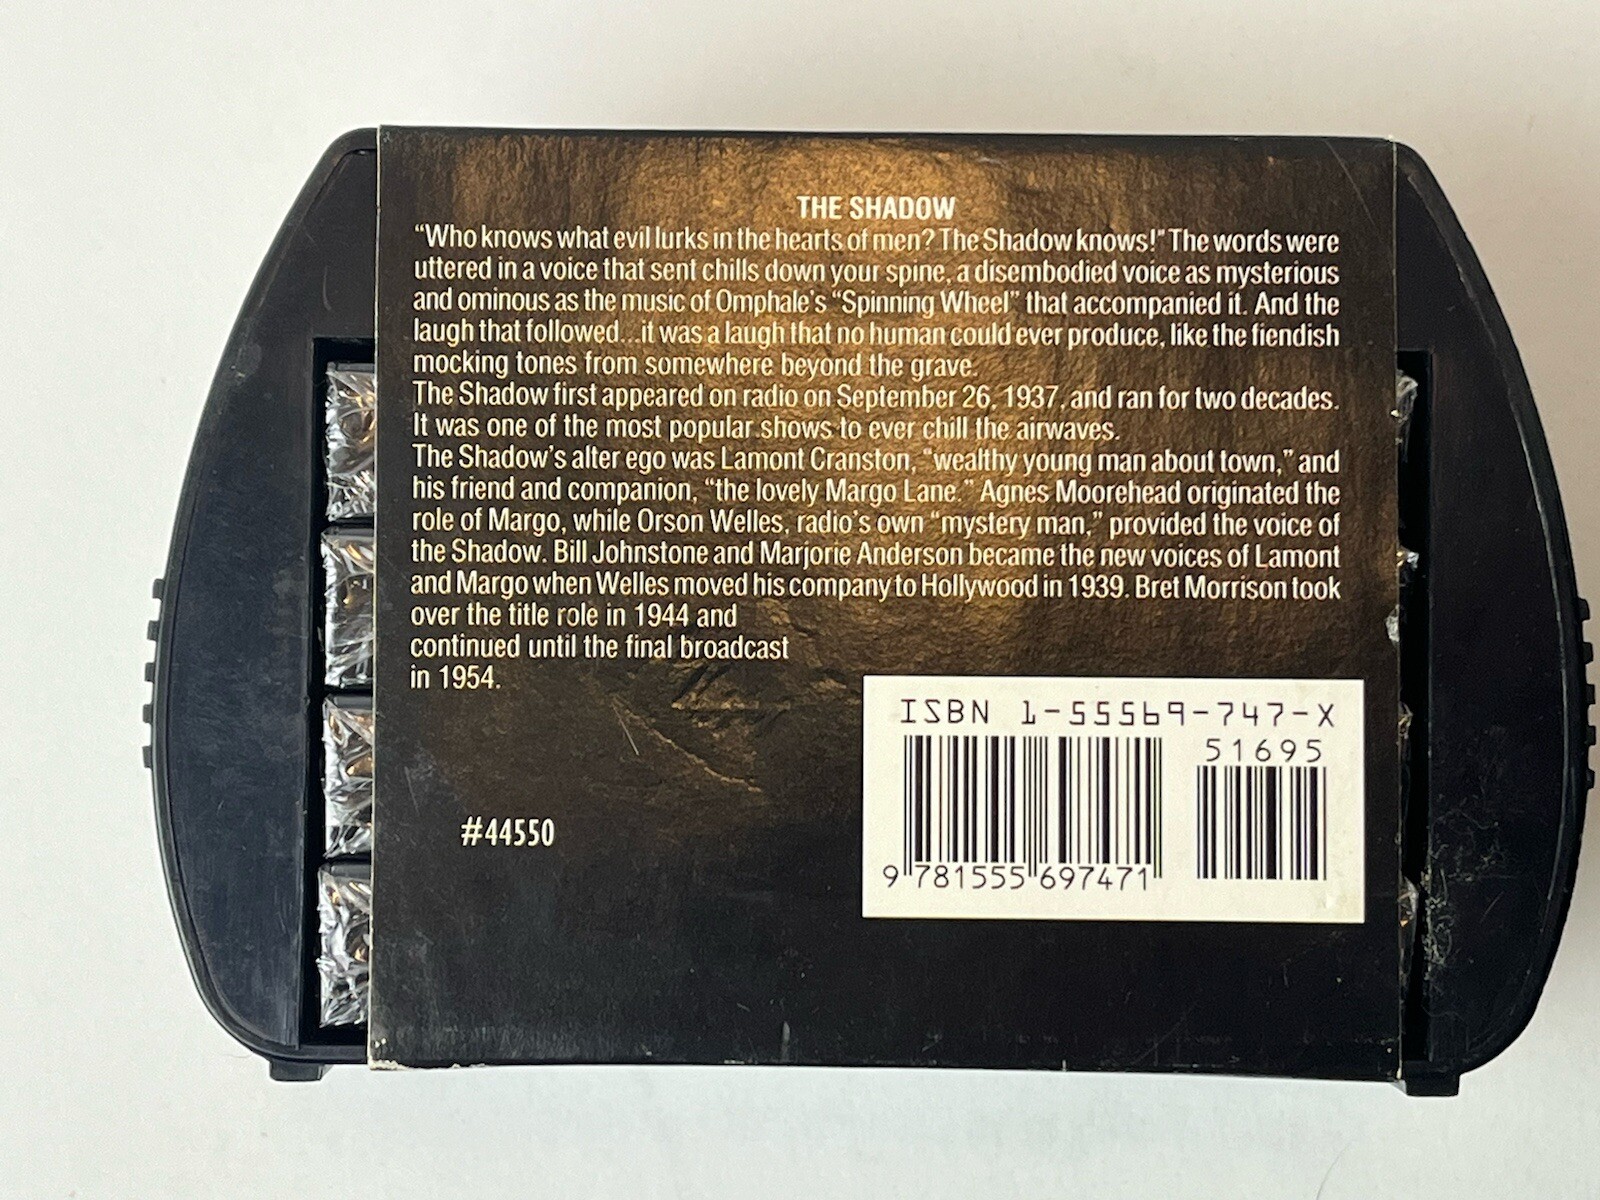 THE SHADOW
“Who knows what evil lurks in the hearts of men? The Shadow knows!” The words were
uttered in a voice that sent chills down your spine, a disembodied voice as mysterious
and ominous as the music of Omphale’s “Spinning Wheel” that accompanied it. And the
laugh that followed...it was a laugh that no human could ever produce, like the fiendish
mocking tones from somewhere beyond the grave.
The Shadow first appeared on radio on September 26, 1937, and ran for two decades.
It was one of the most popular shows to ever chill the airwaves.
The Shadow’s alter ego was Lamont Cranston, “wealthy young man about town,” and
his friend and companion, “the lovely Margo Lane.” Agnes Moorehead originated the
role of Margo, while Orson Welles, radio’s own “mystery man,” provided the voice of
the Shadow. Bill Johnstone and Marjorie Anderson became the new voices of Lamont
and Margo when Welles moved his company to Hollywood in 1939. Bret Morrison took
over the title role in 1944 and
continued until the final broadcast
in 1954.
#44550
ISBN 1-55569-747-X
51695
9 781555 697471